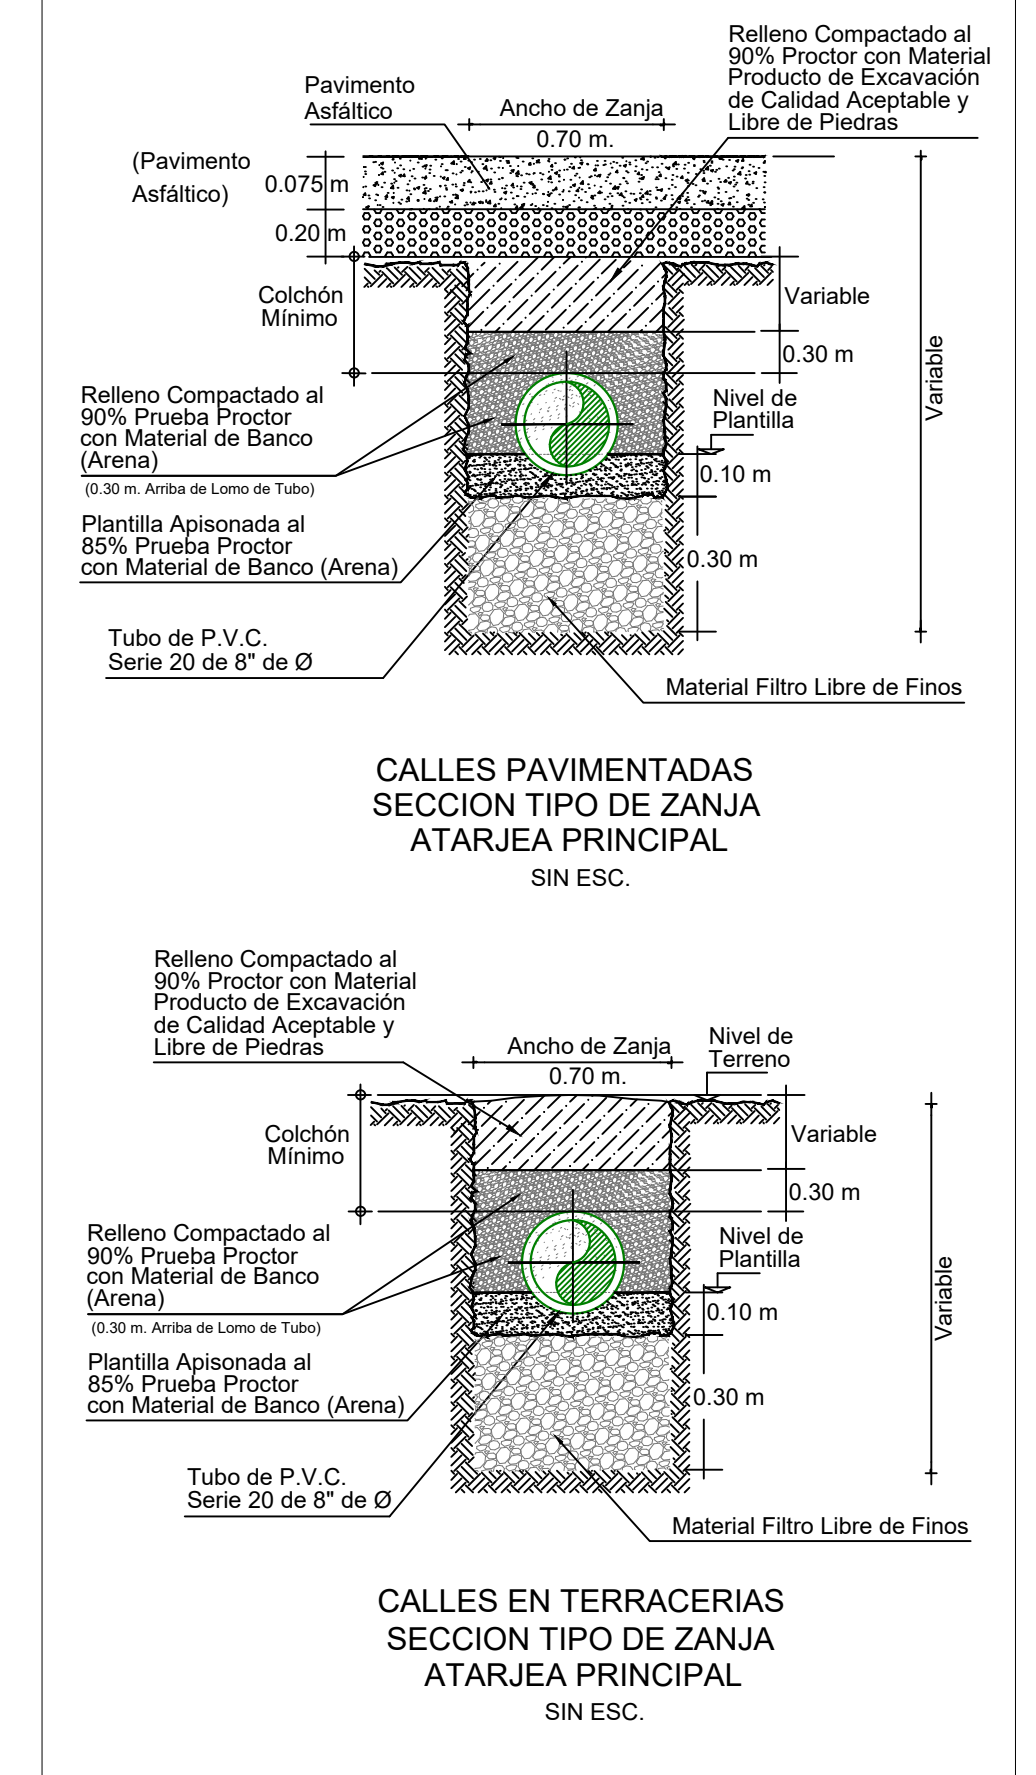 Relleno Compactado al
90% Proctor con Material
Producto de Excavación
de Calidad Aceptable y
Libre de Piedras
Pavimento
Asfáltico
Ancho de Zanja
0.70 m.
(Pavimento
Asfáltico)
0.075 m
0.20 m
Colchón
Mínimo
Variable
0.30 m
Variable
Relleno Compactado al
90% Prueba Proctor
con Material de Banco
(Arena)
(0.30 m. Arriba de Lomo de Tubo)
Nivel de
Plantilla
0.10 m
Plantilla Apisonada al
85% Prueba Proctor
con Material de Banco (Arena)
0.30 m
Tubo de P.V.C.
Serie 20 de 8" de Ø
Material Filtro Libre de Finos
CALLES PAVIMENTADAS
SECCION TIPO DE ZANJA
ATARJEA PRINCIPAL
SIN ESC.
Relleno Compactado al
90% Proctor con Material
Producto de Excavación
de Calidad Aceptable y
Libre de Piedras
Ancho de Zanja
0.70 m.
Nivel de
Terreno
Colchón
Mínimo
Variable
0.30 m
Variable
Relleno Compactado al
90% Prueba Proctor
con Material de Banco
(Arena)
(0.30 m. Arriba de Lomo de Tubo)
Nivel de
Plantilla
0.10 m
Plantilla Apisonada al
85% Prueba Proctor
con Material de Banco (Arena)
0.30 m
Tubo de P.V.C.
Serie 20 de 8" de Ø
Material Filtro Libre de Finos
CALLES EN TERRACERIAS
SECCION TIPO DE ZANJA
ATARJEA PRINCIPAL
SIN ESC.